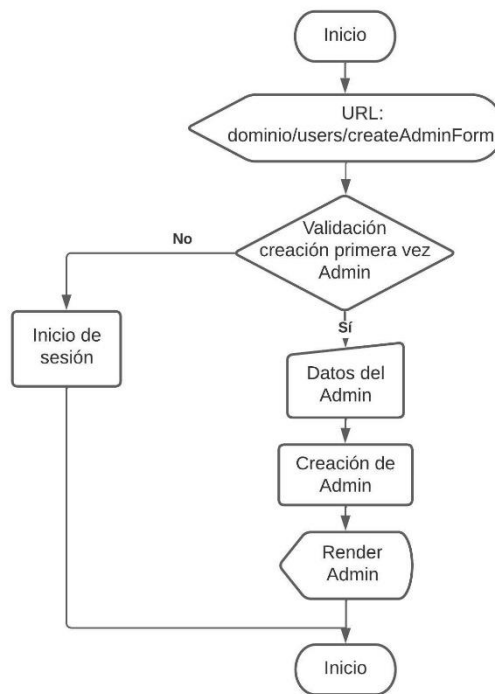 Inicio
URL:
dominio/users/createAdminForm
Validación
creación primera vez
Admin
No
Sí
Inicio de
sesión
Datos del
Admin
Creación de
Admin
Render
Admin
Inicio